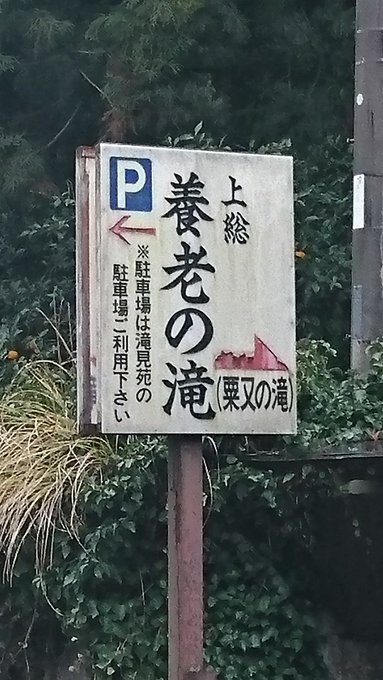 上総
養老の滝
(粟又の滝)
P
※駐車場は滝見苑の
駐車場ご利用下さい